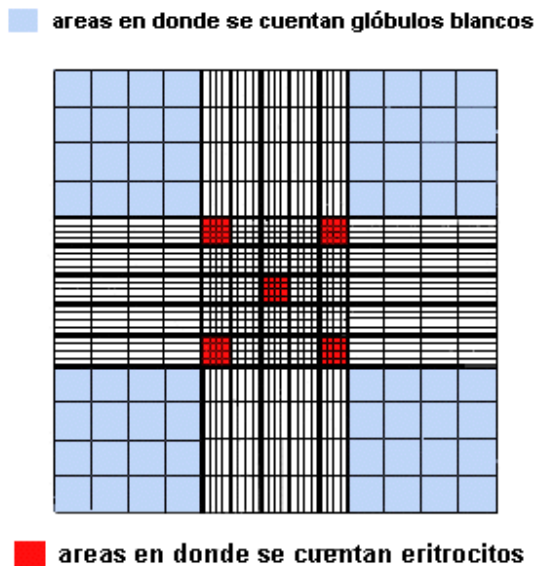 areas en donde se cuentan glóbulos blancos
areas en donde se cuentan eritrocitos